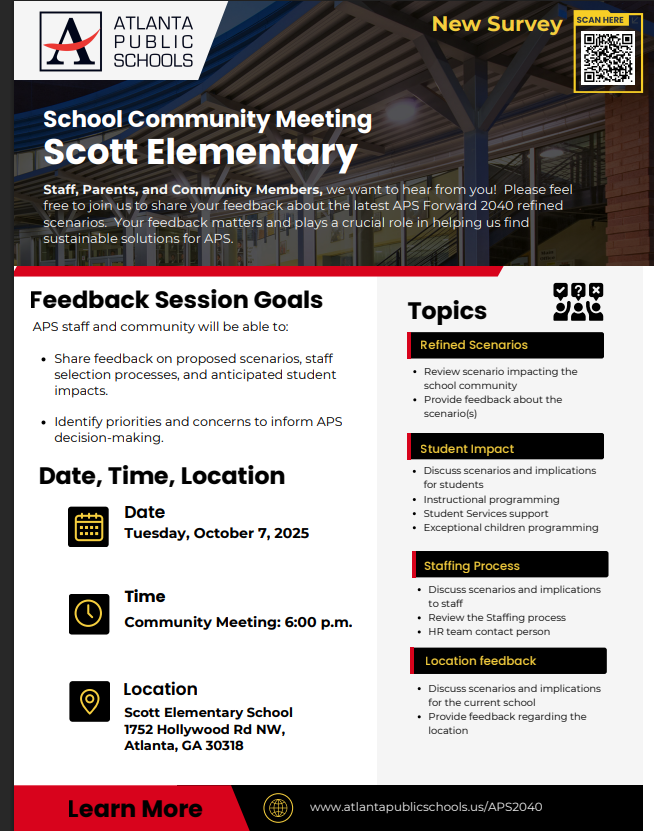 ATLANTA
PUBLIC
SCHOOLS
New Survey
SCAN HERE
School Community Meeting
Scott Elementary
Staff, Parents, and Community Members, we want to hear from you! Please feel
free to join us to share your feedback about the latest APS Forward 2040 refined
scenarios. Your feedback matters and plays a crucial role in helping us find
sustainable solutions for APS.
Feedback Session Goals
APS staff and community will be able to:
• Share feedback on proposed scenarios, staff
selection processes, and anticipated student
impacts.
• Identify priorities and concerns to inform APS
decision-making.
Date, Time, Location
Date
Tuesday, October 7, 2025
Time
Community Meeting: 6:00 p.m.
Location
Scott Elementary School
1752 Hollywood Rd NW,
Atlanta, GA 30318
Topics
Refined Scenarios
• Review scenario impacting the
school community
• Provide feedback about the
scenario(s)
Student Impact
• Discuss scenarios and implications
for students
• Instructional programming
• Student Services support
• Exceptional children programming
Staffing Process
• Discuss scenarios and implications
to staff
• Review the Staffing process
• HR team contact person
Location feedback
• Discuss scenarios and implications
for the current school
• Provide feedback regarding the
location
Learn More
www.atlantapublicschools.us/APS2040